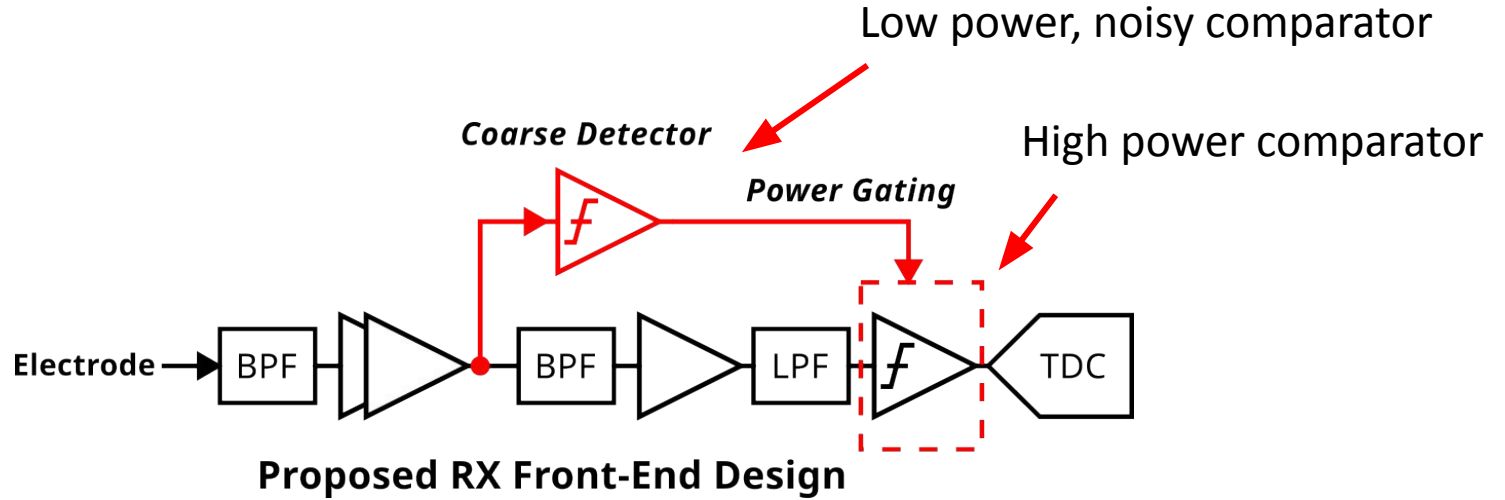 Low power, noisy comparator
Coarse Detector
High power comparator
Power Gating
Electrode
BPF
BPF
LPF
TDC
Proposed RX Front-End Design